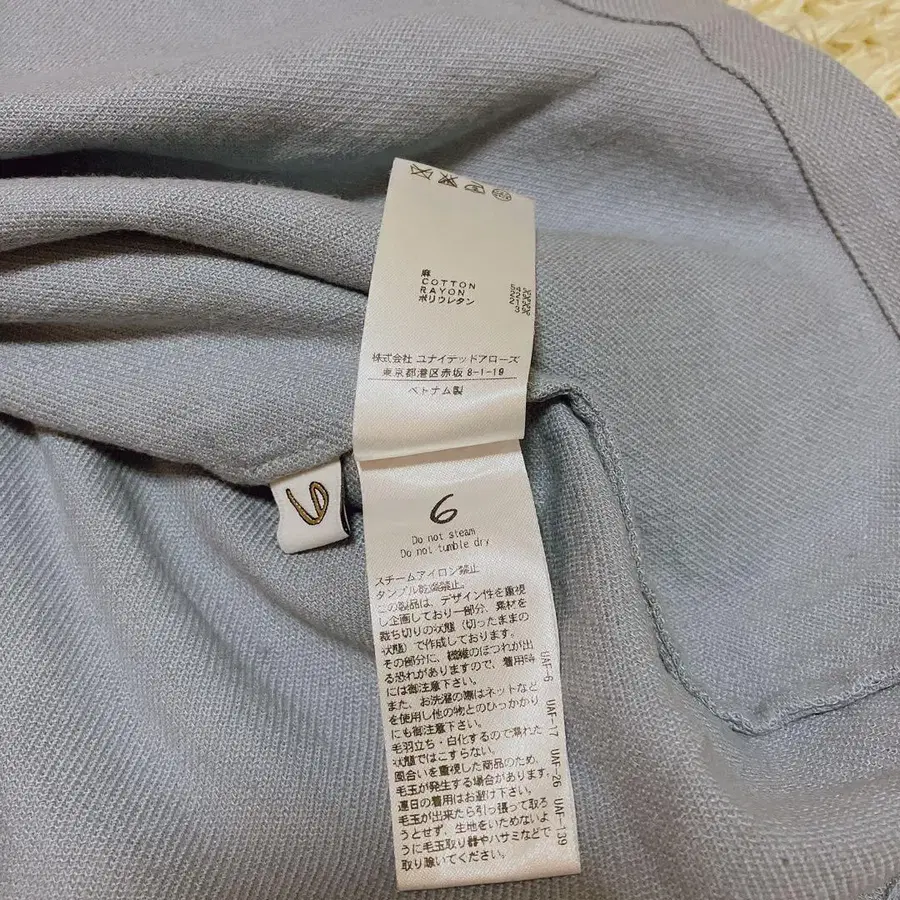 麻
COTTON
RAYON
ポリウレタン
株式会社 ユナイテッドアローズ
東京都港区赤坂 8-1-19
ベトナム製
6
6
Do not steam
Do not tumble dry
スチームアイロン禁止
タンブル乾燥禁止。
この製品は、デザイン性を重視
し企画しており一部分、素材を
裁ち切りの状態（切ったままの
状態）で作成しております。
その部分に、繊維のほつれが出
る恐れがありますので、着用時
には御注意下さい。
また、お洗濯の際はネットなど
を使用し他の物とのひっかかり
にも御注意下さい。
毛羽立ち・白化するので濡れた
状態ではこすらない。
風合いを重視した商品のため、
毛玉が発生する場合があります。
連日の着用はお避け下さい。
毛玉が出来たら引っ張って取ろ
うとせず、生地をいためないよ
うに毛玉取り器やハサミなどで
取り除いてください。
UAF-6 UAF-17 UAF-26 UAF-139